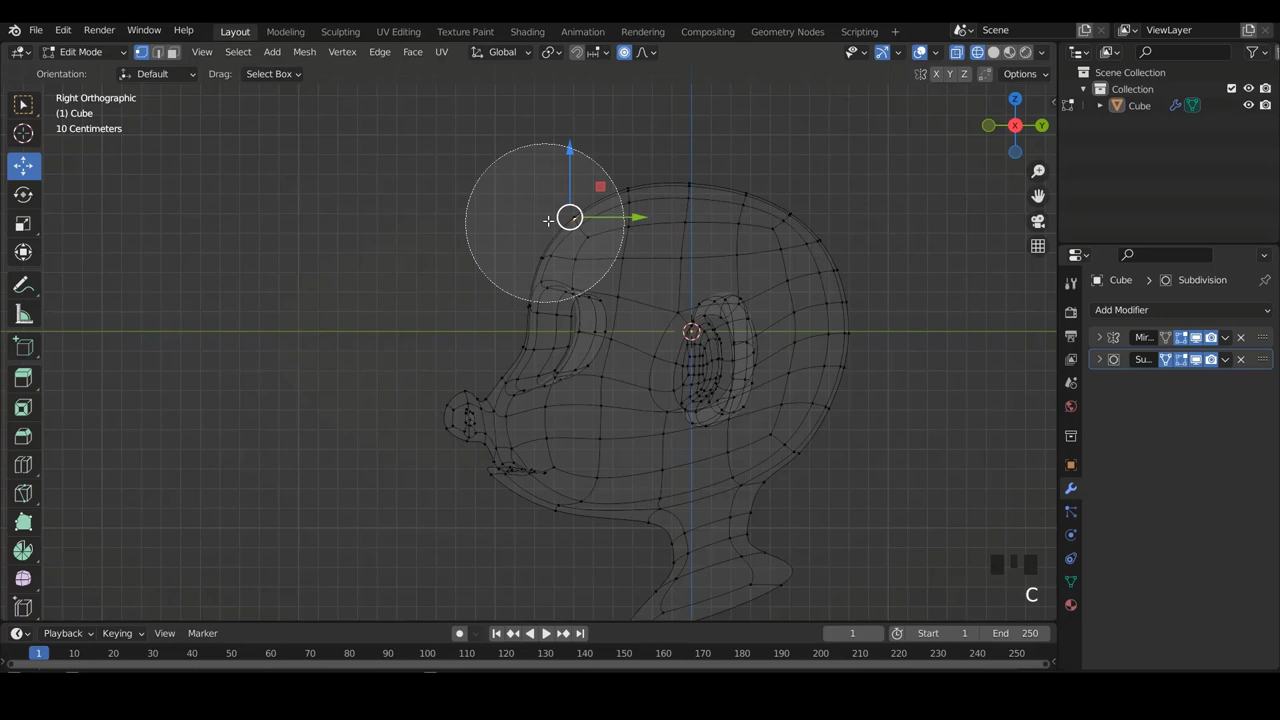 File Edit Render Window Help Layout Modeling Sculpting UV Editing Texture Paint Shading Animation Rendering Compositing Geometry Nodes Scripting Scene ViewLayer
Edit Mode View Select Add Mesh Vertex Edge Face UV Global
Orientation: Default Drag: Select Box X Y Z Options
Right Orthographic
(1) Cube
10 Centimeters
Z
X Y
Scene Collection
Collection
Cube
Cube Subdivision
Add Modifier
Mir...
Su...
C
Playback Keying View Marker 1 Start 1 End 250
1 10 20 30 40 50 60 70 80 90 100 110 120 130 140 150 160 170 180 190 200 210 220 230 240 250